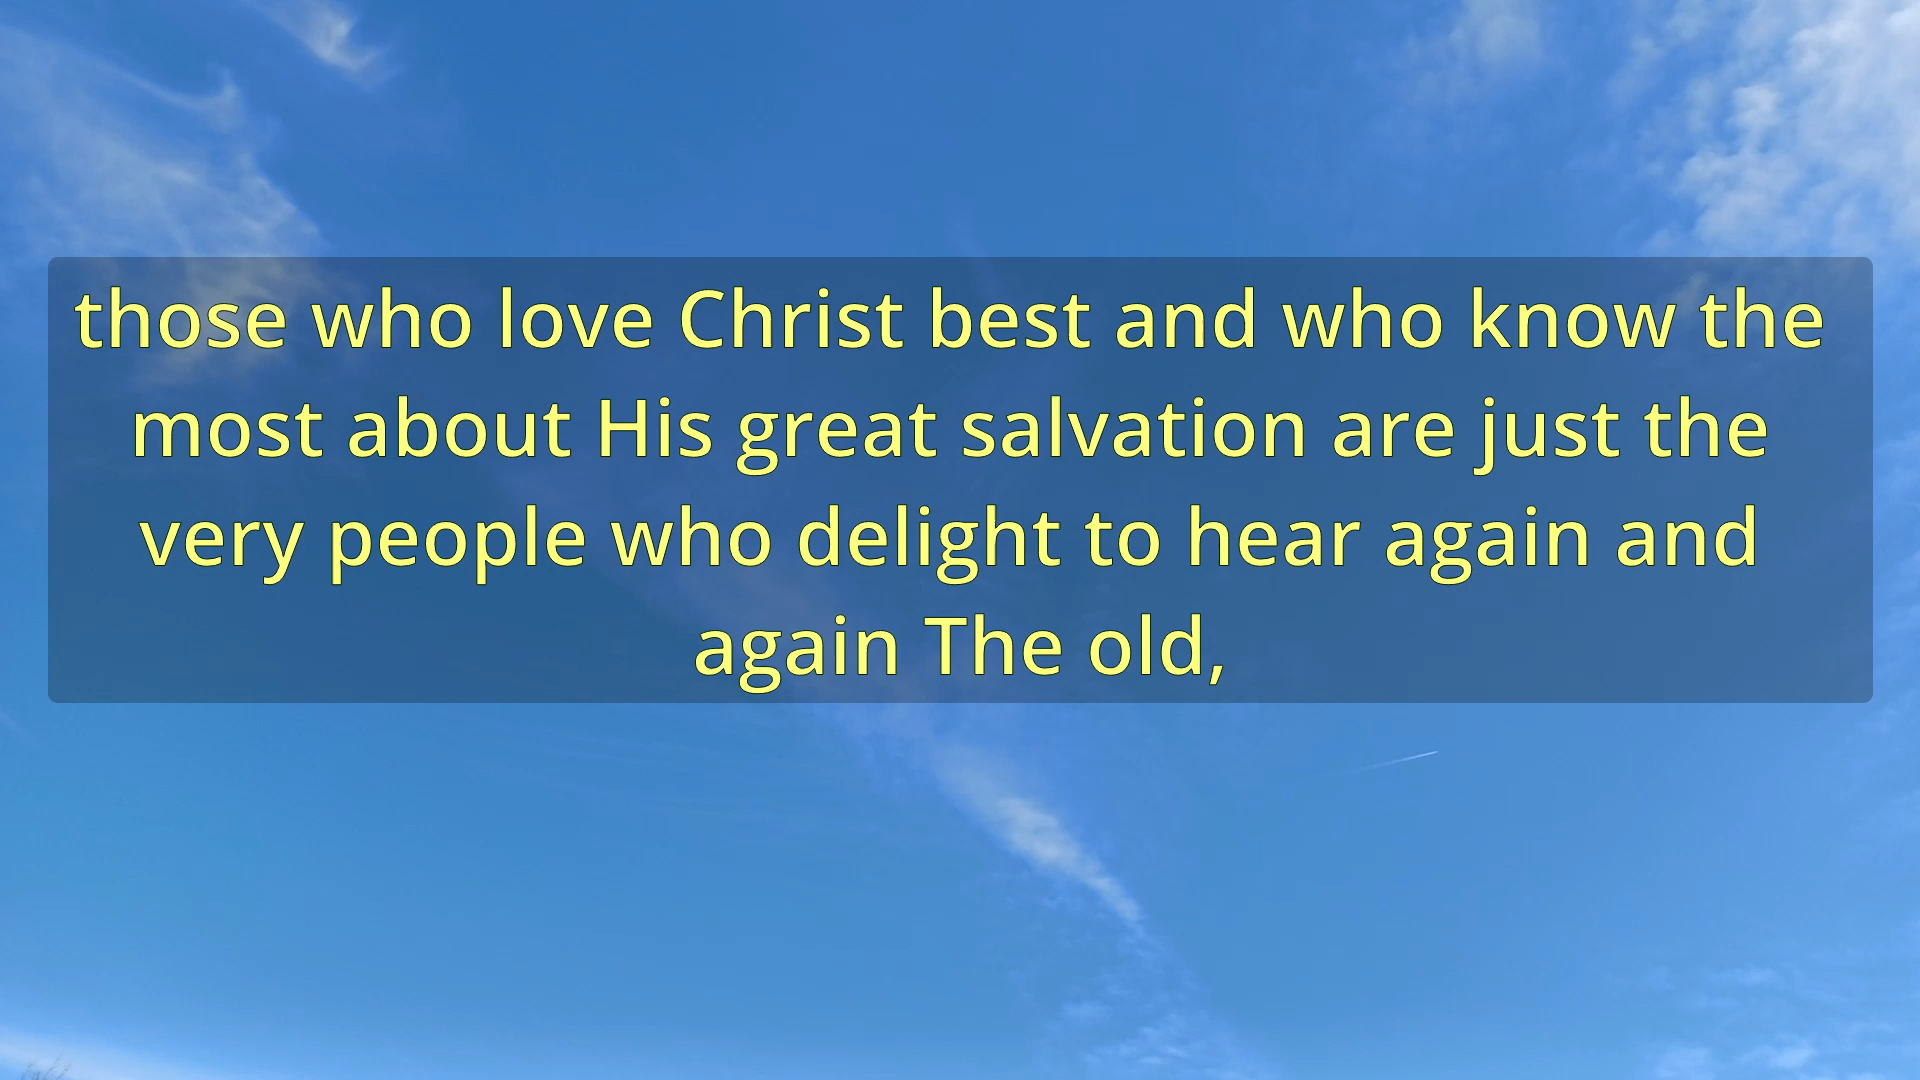 those who love Christ best and who know the
most about His great salvation are just the
very people who delight to hear again and
again The old,